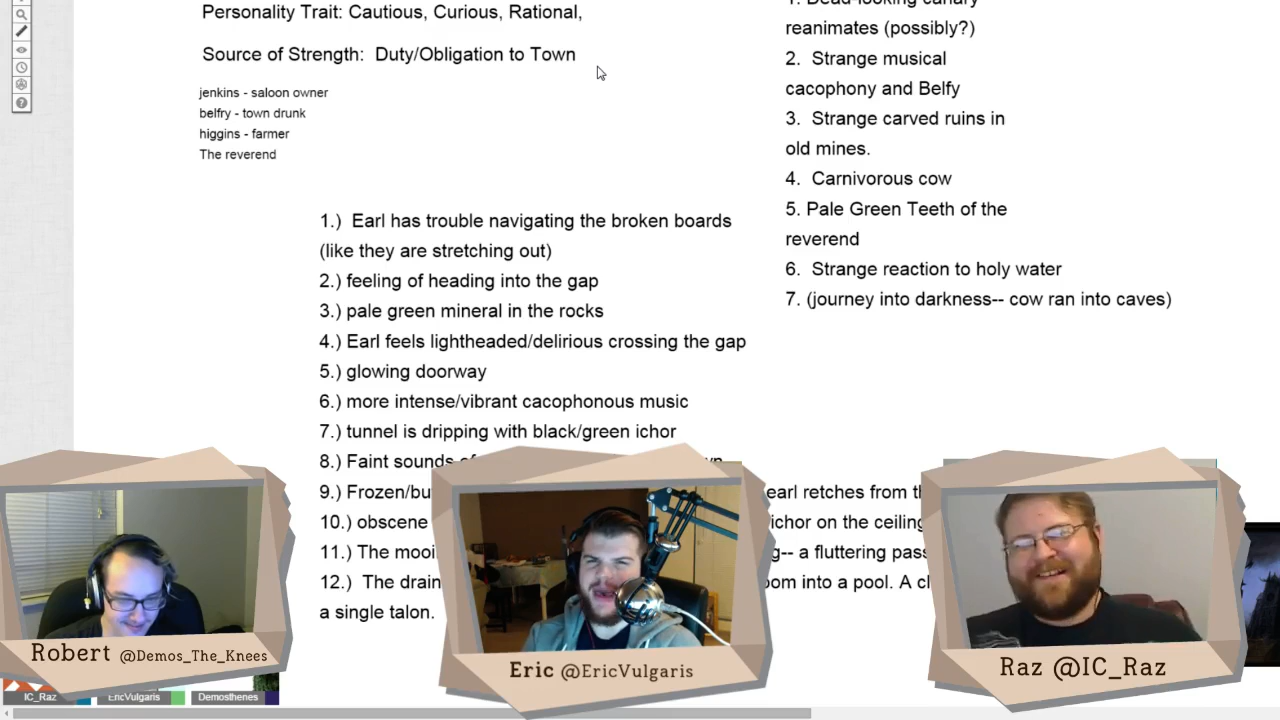 Personality Trait: Cautious, Curious, Rational,
Source of Strength: Duty/Obligation to Town
jenkins - saloon owner
belfry - town drunk
higgins - farmer
The reverend
1.) Earl has trouble navigating the broken boards
(like they are stretching out)
2.) feeling of heading into the gap
3.) pale green mineral in the rocks
4.) Earl feels lightheaded/delirious crossing the gap
5.) glowing doorway
6.) more intense/vibrant cacophonous music
7.) tunnel is dripping with black/green ichor
8.) Faint sounds
9.) Frozen/ earl retches from
10.) obscene ichor on the ceiling
11.) The a fluttering
12.) The into a pool. A
a single talon.
1. Dead-looking canary
reanimates (possibly?)
2. Strange musical
cacophony and Belfy
3. Strange carved ruins in
old mines.
4. Carnivorous cow
5. Pale Green Teeth of the
reverend
6. Strange reaction to holy water
7. (journey into darkness-- cow ran into caves)
Robert @Demos_The_Knees
Eric @EricVulgaris
Raz @IC_Raz
IC_Raz
EricVulgaris
Demosthenes